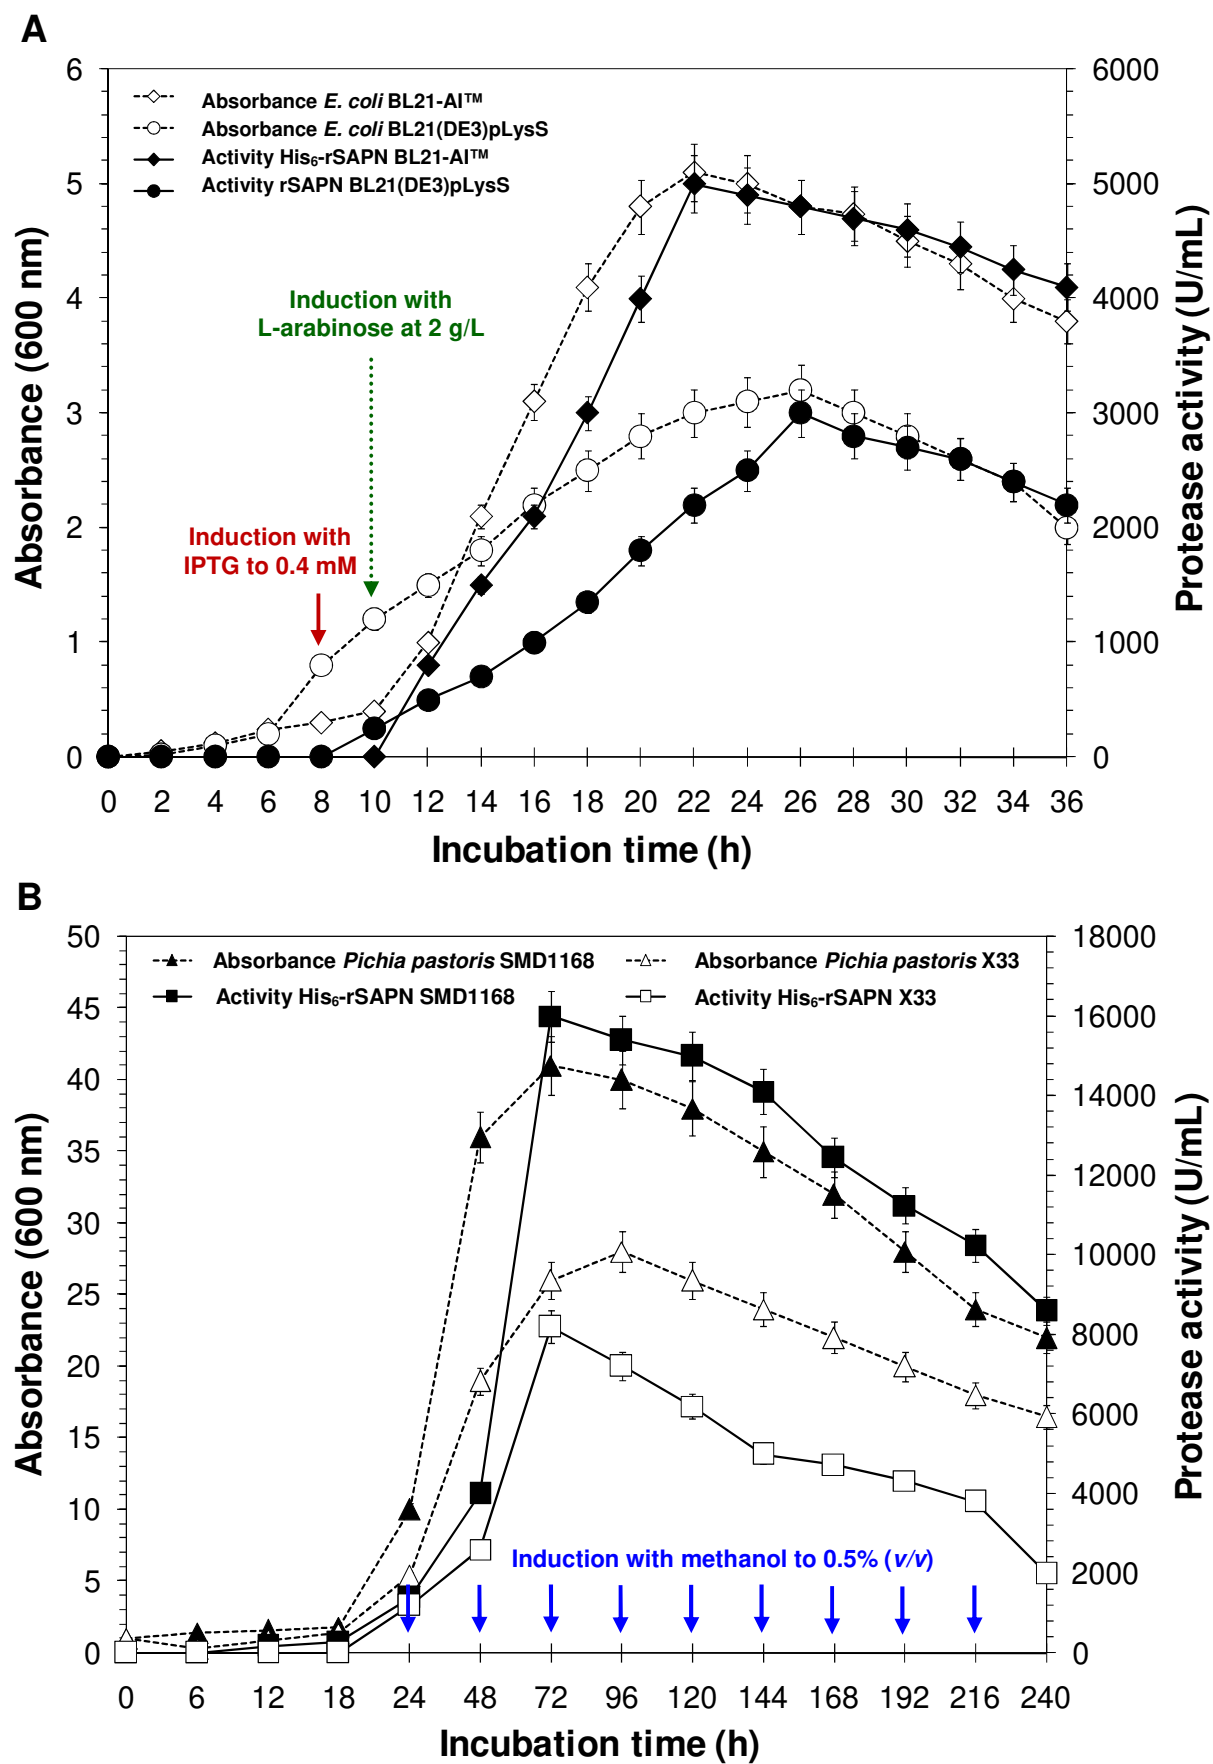 A
Absorbance E. coli BL21-AI™
Absorbance E. coli BL21(DE3)pLysS
Activity His₆-rSAPN BL21-AI™
Activity rSAPN BL21(DE3)pLysS
Induction with
L-arabinose at 2 g/L
Induction with
IPTG to 0.4 mM
Absorbance (600 nm)
6
5
4
3
2
1
0
Protease activity (U/mL)
6000
5000
4000
3000
2000
1000
0
0 2 4 6 8 10 12 14 16 18 20 22 24 26 28 30 32 34 36
Incubation time (h)
B
Absorbance Pichia pastoris SMD1168
Absorbance Pichia pastoris X33
Activity His₆-rSAPN SMD1168
Activity His₆-rSAPN X33
Induction with methanol to 0.5% (v/v)
Absorbance (600 nm)
50
45
40
35
30
25
20
15
10
5
0
Protease activity (U/mL)
18000
16000
14000
12000
10000
8000
6000
4000
2000
0
0 6 12 18 24 48 72 96 120 144 168 192 216 240
Incubation time (h)